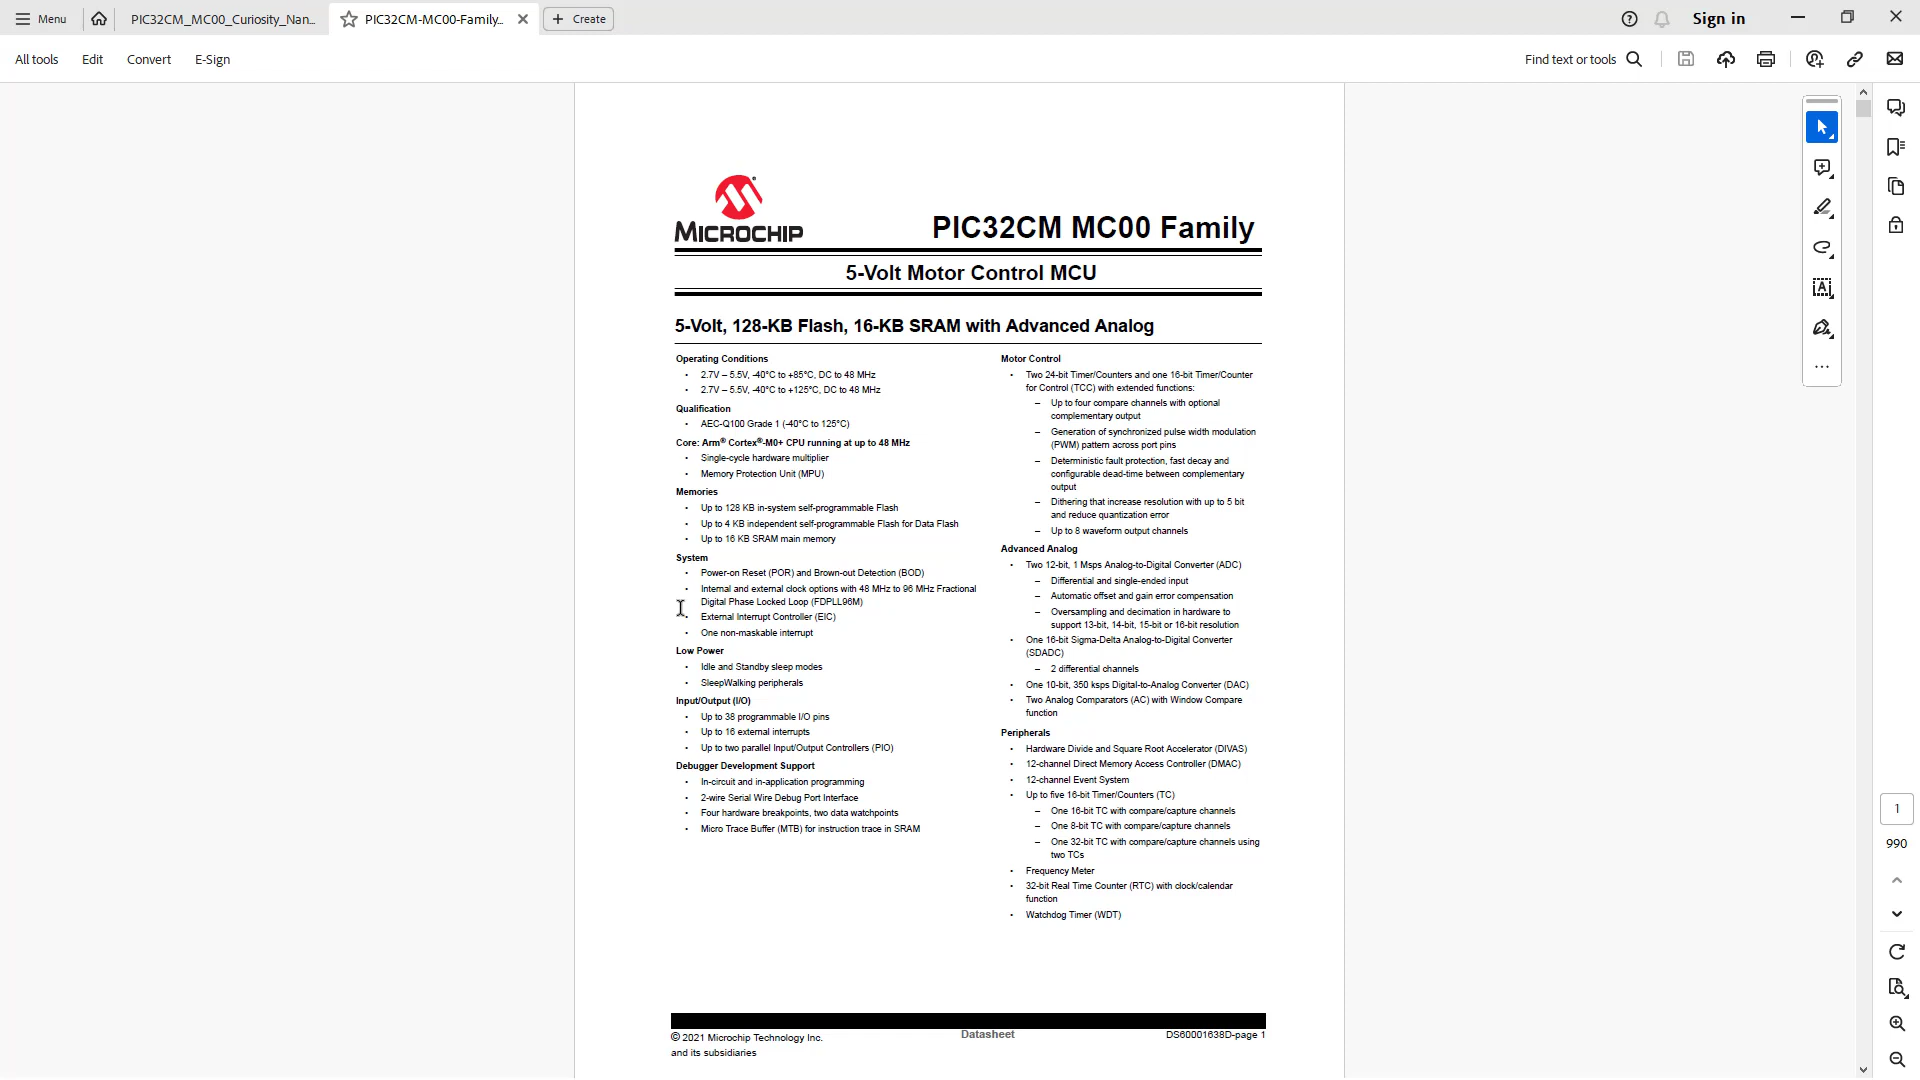 Menu
PIC32CM_MC00_Curiosity_Nan...
PIC32CM-MC00-Family...
Create
Sign in
All tools
Edit
Convert
E-Sign
Find text or tools
MICROCHIP
PIC32CM MC00 Family
5-Volt Motor Control MCU
5-Volt, 128-KB Flash, 16-KB SRAM with Advanced Analog
Operating Conditions
• 2.7V – 5.5V, -40°C to +85°C, DC to 48 MHz
• 2.7V – 5.5V, -40°C to +125°C, DC to 48 MHz
Qualification
• AEC-Q100 Grade 1 (-40°C to 125°C)
Core: Arm® Cortex®-M0+ CPU running at up to 48 MHz
• Single-cycle hardware multiplier
• Memory Protection Unit (MPU)
Memories
• Up to 128 KB in-system self-programmable Flash
• Up to 4 KB independent self-programmable Flash for Data Flash
• Up to 16 KB SRAM main memory
System
• Power-on Reset (POR) and Brown-out Detection (BOD)
• Internal and external clock options with 48 MHz to 96 MHz Fractional
Digital Phase Locked Loop (FDPLL96M)
• External Interrupt Controller (EIC)
• One non-maskable interrupt
Low Power
• Idle and Standby sleep modes
• SleepWalking peripherals
Input/Output (I/O)
• Up to 38 programmable I/O pins
• Up to 16 external interrupts
• Up to two parallel Input/Output Controllers (PIO)
Debugger Development Support
• In-circuit and in-application programming
• 2-wire Serial Wire Debug Port Interface
• Four hardware breakpoints, two data watchpoints
• Micro Trace Buffer (MTB) for instruction trace in SRAM
Motor Control
• Two 24-bit Timer/Counters and one 16-bit Timer/Counter
for Control (TCC) with extended functions:
– Up to four compare channels with optional
complementary output
– Generation of synchronized pulse width modulation
(PWM) pattern across port pins
– Deterministic fault protection, fast decay and
configurable dead-time between complementary
output
– Dithering that increase resolution with up to 5 bit
and reduce quantization error
– Up to 8 waveform output channels
Advanced Analog
• Two 12-bit, 1 Msps Analog-to-Digital Converter (ADC)
– Differential and single-ended input
– Automatic offset and gain error compensation
– Oversampling and decimation in hardware to
support 13-bit, 14-bit, 15-bit or 16-bit resolution
• One 16-bit Sigma-Delta Analog-to-Digital Converter
(SDADC)
– 2 differential channels
• One 10-bit, 350 ksps Digital-to-Analog Converter (DAC)
• Two Analog Comparators (AC) with Window Compare
function
Peripherals
• Hardware Divide and Square Root Accelerator (DIVAS)
• 12-channel Direct Memory Access Controller (DMAC)
• 12-channel Event System
• Up to five 16-bit Timer/Counters (TC)
– One 16-bit TC with compare/capture channels
– One 8-bit TC with compare/capture channels
– One 32-bit TC with compare/capture channels using
two TCs
• Frequency Meter
• 32-bit Real Time Counter (RTC) with clock/calendar
function
• Watchdog Timer (WDT)
© 2021 Microchip Technology Inc.
and its subsidiaries
Datasheet
DS60001638D-page 1
1
990